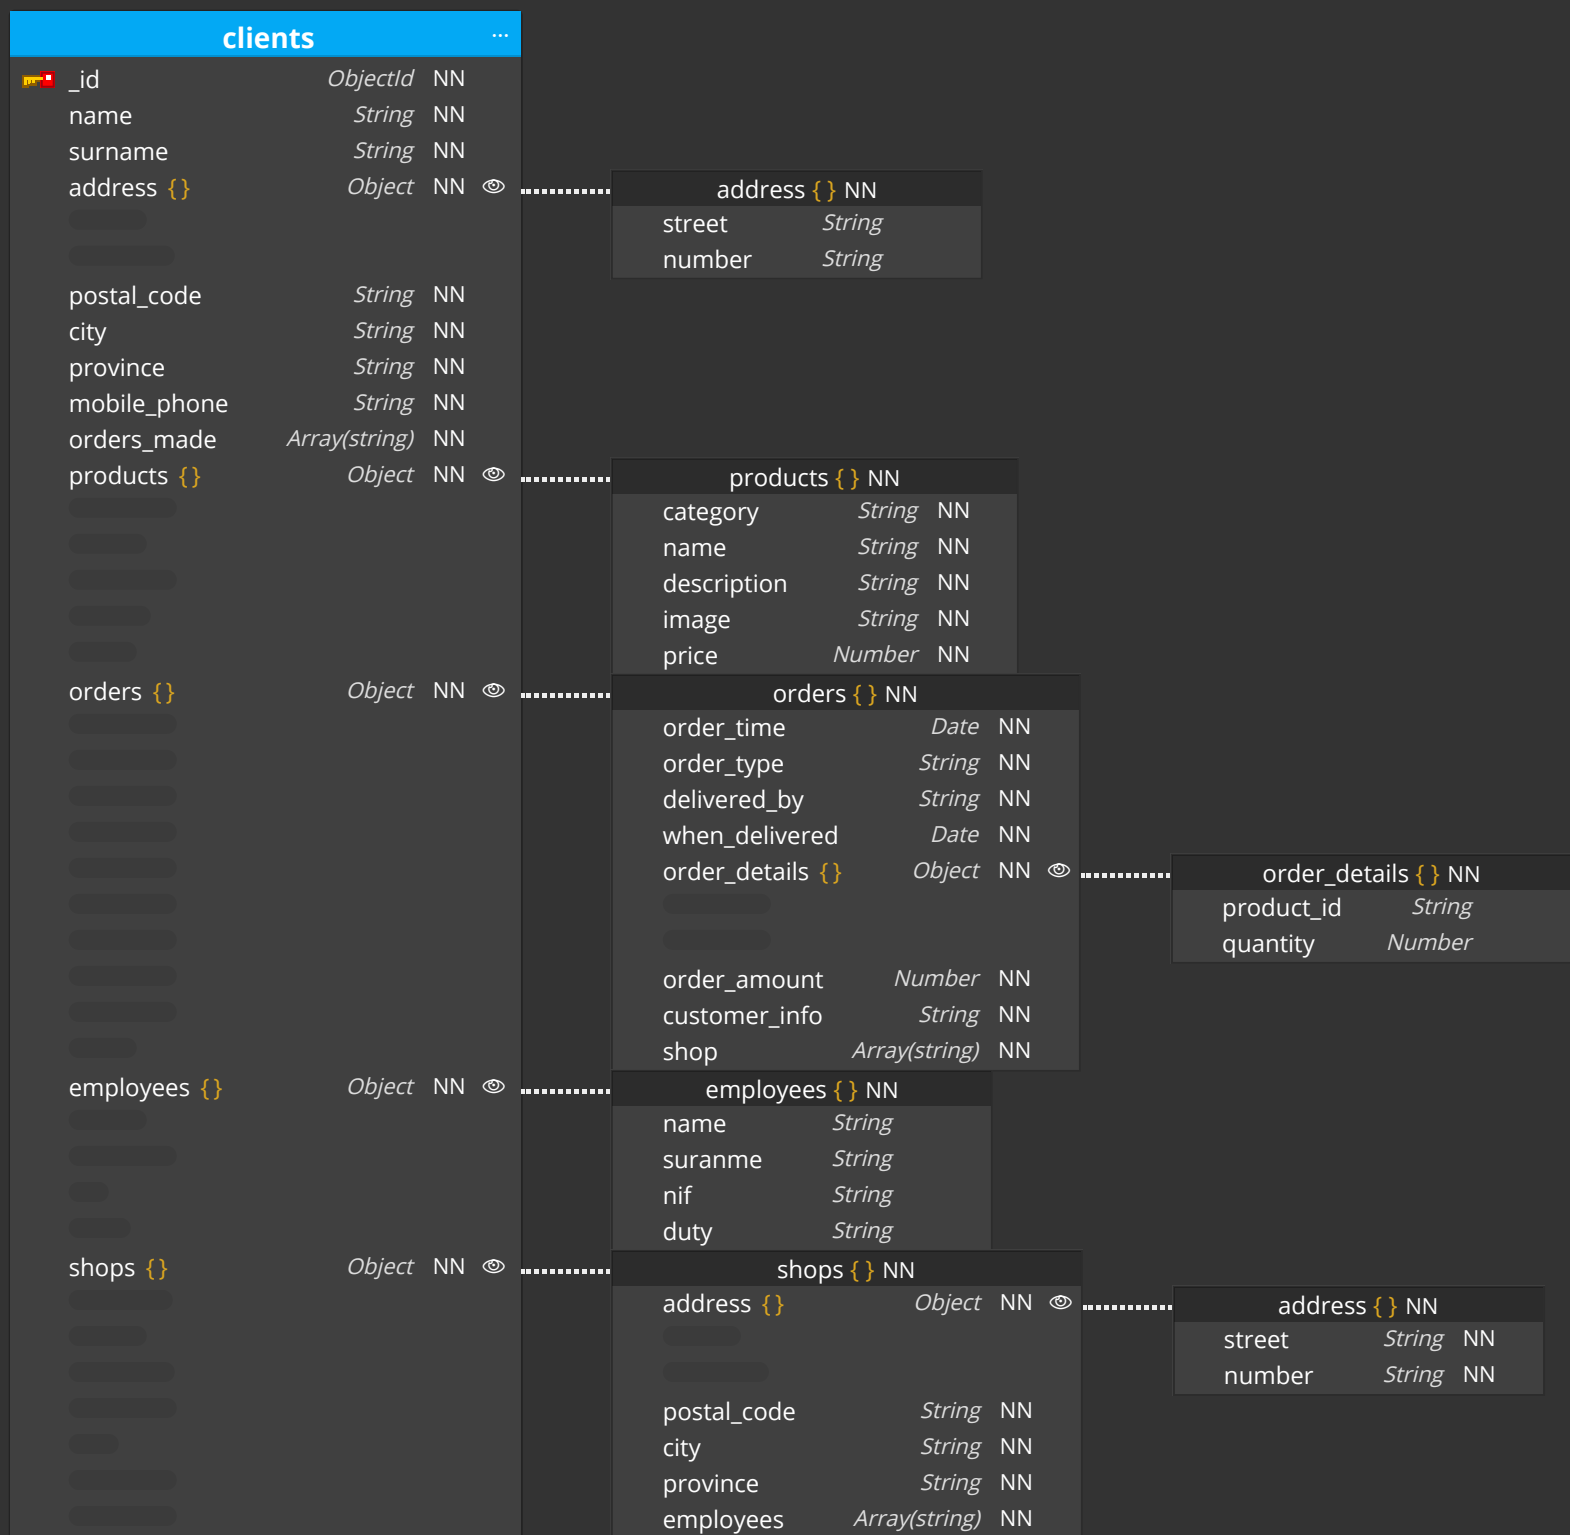 clients ...
_id ObjectId NN
name String NN
surname String NN
address {} Object NN
address {} NN
street String
number String
postal_code String NN
city String NN
province String NN
mobile_phone String NN
orders_made Array(string) NN
products {} Object NN
products {} NN
category String NN
name String NN
description String NN
image String NN
price Number NN
orders {} Object NN
orders {} NN
order_time Date NN
order_type String NN
delivered_by String NN
when_delivered Date NN
order_details {} Object NN
order_details {} NN
product_id String
quantity Number
order_amount Number NN
customer_info String NN
shop Array(string) NN
employees {} Object NN
employees {} NN
name String
suranme String
nif String
duty String
shops {} Object NN
shops {} NN
address {} Object NN
address {} NN
street String NN
number String NN
postal_code String NN
city String NN
province String NN
employees Array(string) NN